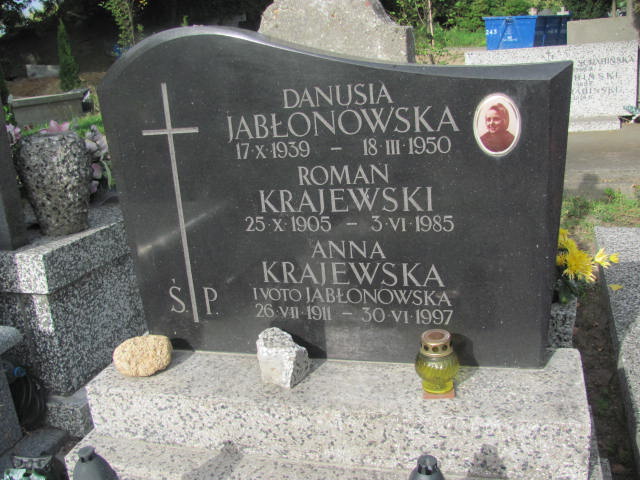 DANUSIA
JABŁONOWSKA
17·X·1939 – 18·III·1950
ROMAN
KRAJEWSKI
25·X·1905 – 3·VI·1985
ANNA
KRAJEWSKA
I VOTO JABŁONOWSKA
26·VII·1911 – 30·VI·1997
Ś.P.
243